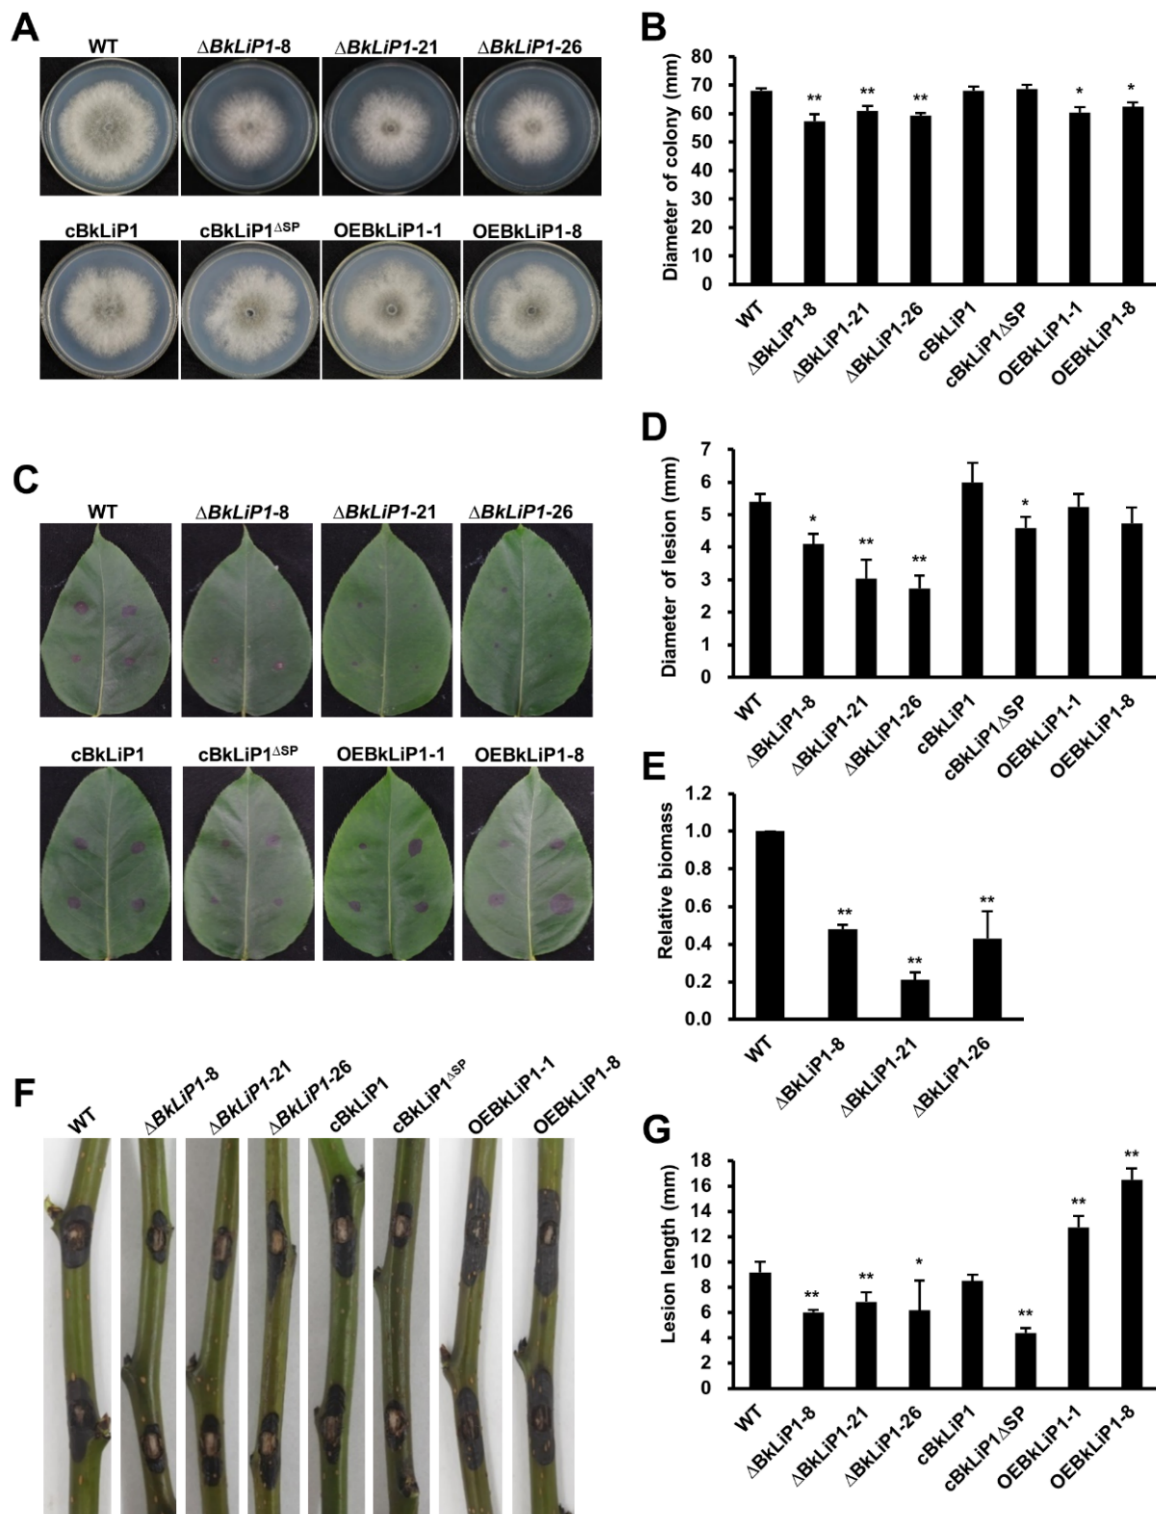 A
WT ΔBkLiP1-8 ΔBkLiP1-21 ΔBkLiP1-26
cBkLiP1 cBkLiP1ΔSP OEBkLiP1-1 OEBkLiP1-8
B
Diameter of colony (mm)
80
70
60
50
40
30
20
10
0
** ** ** * *
WT ΔBkLiP1-8 ΔBkLiP1-21 ΔBkLiP1-26 cBkLiP1 cBkLiP1ΔSP OEBkLiP1-1 OEBkLiP1-8
C
WT ΔBkLiP1-8 ΔBkLiP1-21 ΔBkLiP1-26
cBkLiP1 cBkLiP1ΔSP OEBkLiP1-1 OEBkLiP1-8
D
Diameter of lesion (mm)
7
6
5
4
3
2
1
0
* ** ** *
WT ΔBkLiP1-8 ΔBkLiP1-21 ΔBkLiP1-26 cBkLiP1 cBkLiP1ΔSP OEBkLiP1-1 OEBkLiP1-8
E
Relative biomass
1.2
1.0
0.8
0.6
0.4
0.2
0.0
** ** **
WT ΔBkLiP1-8 ΔBkLiP1-21 ΔBkLiP1-26
F
WT ΔBkLiP1-8 ΔBkLiP1-21 ΔBkLiP1-26 cBkLiP1 cBkLiP1ΔSP OEBkLiP1-1 OEBkLiP1-8
G
Lesion length (mm)
18
16
14
12
10
8
6
4
2
0
** ** * ** ** **
WT ΔBkLiP1-8 ΔBkLiP1-21 ΔBkLiP1-26 cBkLiP1 cBkLiP1ΔSP OEBkLiP1-1 OEBkLiP1-8